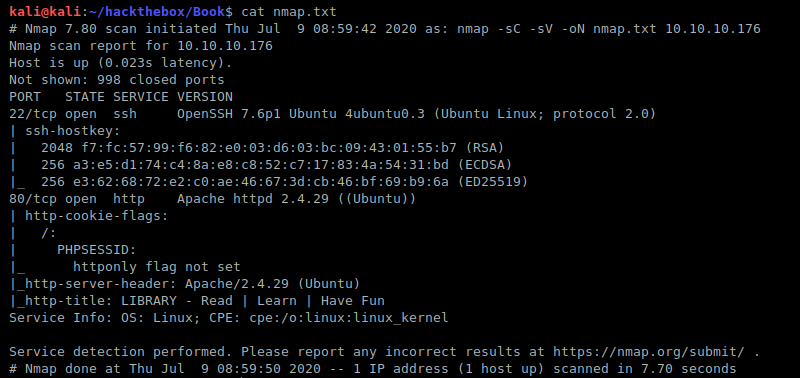 kali@kali:~/hackthebox/Book$ cat nmap.txt
# Nmap 7.80 scan initiated Thu Jul  9 08:59:42 2020 as: nmap -sC -sV -oN nmap.txt 10.10.10.176
Nmap scan report for 10.10.10.176
Host is up (0.023s latency).
Not shown: 998 closed ports
PORT   STATE SERVICE VERSION
22/tcp open  ssh     OpenSSH 7.6p1 Ubuntu 4ubuntu0.3 (Ubuntu Linux; protocol 2.0)
| ssh-hostkey:
|   2048 f7:fc:57:99:f6:82:e0:03:d6:03:bc:09:43:01:55:b7 (RSA)
|   256 a3:e5:d1:74:c4:8a:e8:c8:52:c7:17:83:4a:54:31:bd (ECDSA)
|_  256 e3:62:68:72:e2:c0:ae:46:67:3d:cb:46:bf:69:b9:6a (ED25519)
80/tcp open  http    Apache httpd 2.4.29 ((Ubuntu))
| http-cookie-flags:
|   /:
|     PHPSESSID:
|_      httponly flag not set
|_http-server-header: Apache/2.4.29 (Ubuntu)
|_http-title: LIBRARY - Read | Learn | Have Fun
Service Info: OS: Linux; CPE: cpe:/o:linux:linux_kernel

Service detection performed. Please report any incorrect results at https://nmap.org/submit/ .
# Nmap done at Thu Jul  9 08:59:50 2020 -- 1 IP address (1 host up) scanned in 7.70 seconds